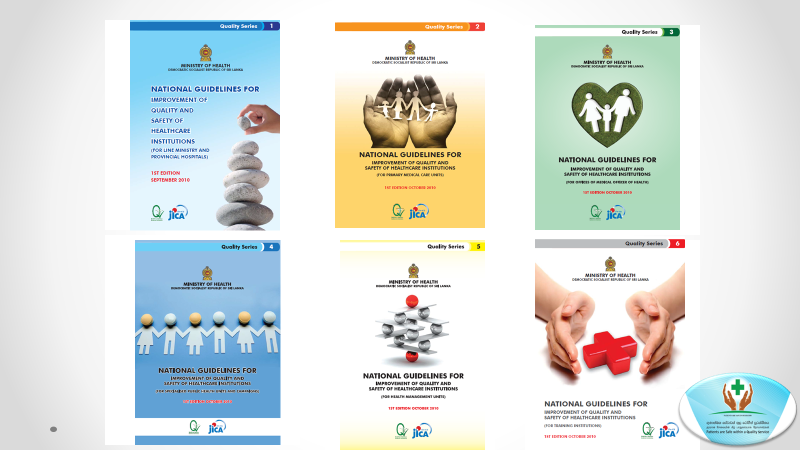 Quality Series 1
MINISTRY OF HEALTH
DEMOCRATIC SOCIALIST REPUBLIC OF SRI LANKA
NATIONAL GUIDELINES FOR
IMPROVEMENT OF
QUALITY AND
SAFETY OF
HEALTHCARE
INSTITUTIONS
(FOR LINE MINISTRY AND
PROVINCIAL HOSPITALS)
1ST EDITION
SEPTEMBER 2010
jICA
Quality Series 2
MINISTRY OF HEALTH
DEMOCRATIC SOCIALIST REPUBLIC OF SRI LANKA
NATIONAL GUIDELINES FOR
IMPROVEMENT OF QUALITY AND
SAFETY OF HEALTHCARE INSTITUTIONS
(FOR PRIMARY MEDICAL CARE UNITS)
1ST EDITION OCTOBER 2010
jICA
Quality Series 3
MINISTRY OF HEALTH
DEMOCRATIC SOCIALIST REPUBLIC OF SRI LANKA
NATIONAL GUIDELINES FOR
IMPROVEMENT OF QUALITY AND
SAFETY OF HEALTHCARE INSTITUTIONS
(FOR OFFICES OF MEDICAL OFFICER OF HEALTH)
1ST EDITION OCTOBER 2010
jICA
Quality Series 4
MINISTRY OF HEALTH
DEMOCRATIC SOCIALIST REPUBLIC OF SRI LANKA
NATIONAL GUIDELINES FOR
IMPROVEMENT OF QUALITY AND
SAFETY OF HEALTHCARE INSTITUTIONS
(FOR SPECIALIZED PUBLIC HEALTH UNITS AND CAMPAIGNS)
jICA
Quality Series 5
MINISTRY OF HEALTH
DEMOCRATIC SOCIALIST REPUBLIC OF SRI LANKA
NATIONAL GUIDELINES FOR
IMPROVEMENT OF QUALITY AND
SAFETY OF HEALTHCARE INSTITUTIONS
(FOR HEALTH MANAGEMENT UNITS)
1ST EDITION OCTOBER 2010
jICA
Quality Series 6
MINISTRY OF HEALTH
DEMOCRATIC SOCIALIST REPUBLIC OF SRI LANKA
NATIONAL GUIDELINES FOR
IMPROVEMENT OF QUALITY AND
SAFETY OF HEALTHCARE INSTITUTIONS
(FOR TRAINING INSTITUTIONS)
1ST EDITION OCTOBER 2010
jICA
Patients are Safe within a Quality Service